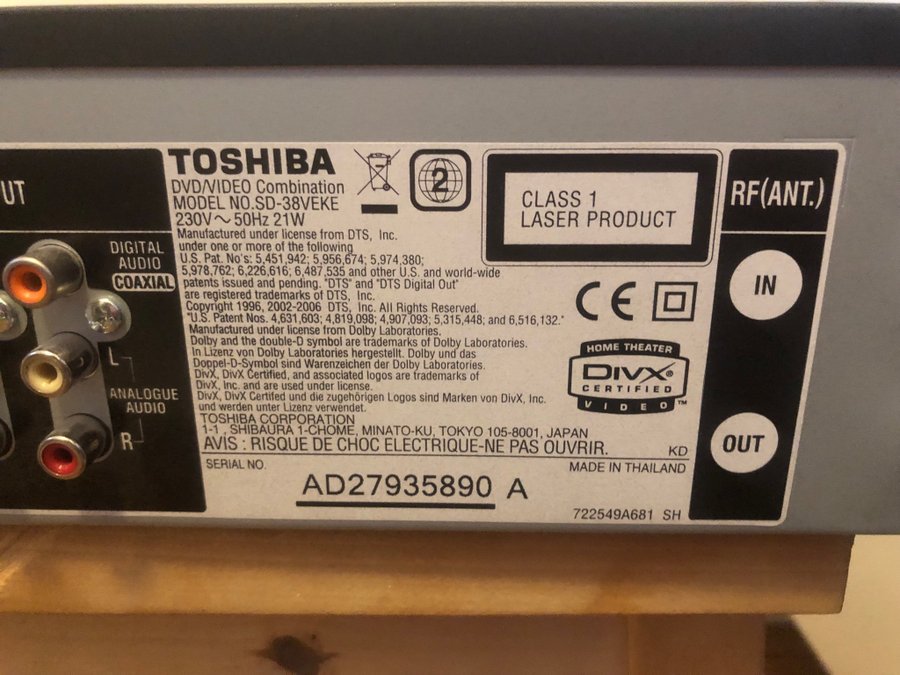 UT
DIGITAL
AUDIO
COAXIAL
L
ANALOGUE
AUDIO
R
TOSHIBA
DVD/VIDEO Combination
MODEL NO.SD-38VEKE
230V~50Hz 21W
Manufactured under license from DTS, Inc.
under one or more of the following
U.S. Pat. No's: 5,451,942; 5,956,674; 5,974,380;
5,978,762; 6,226,616; 6,487,535 and other U.S. and world-wide
patents issued and pending. "DTS" and "DTS Digital Out"
are registered trademarks of DTS, Inc.
Copyright 1996, 2002-2006 DTS, Inc. All Rights Reserved.
"U.S. Patent Nos. 4,631,603; 4,819,098; 4,907,093; 5,315,448; and 6,516,132."
Manufactured under license from Dolby Laboratories.
Dolby and the double-D symbol are trademarks of Dolby Laboratories.
In Lizenz von Dolby Laboratories hergestellt. Dolby und das
Doppel-D-Symbol sind Warenzeichen der Dolby Laboratories.
DivX, DivX Certified, and associated logos are trademarks of
DivX, Inc. and are used under license.
DivX, DivX Certifed und die zugehörigen Logos sind Marken von DivX, Inc.
und werden unter Lizenz verwendet.
TOSHIBA CORPORATION
1-1, SHIBAURA 1-CHOME, MINATO-KU, TOKYO 105-8001, JAPAN
AVIS : RISQUE DE CHOC ELECTRIQUE-NE PAS OUVRIR.
KD
SERIAL NO.
MADE IN THAILAND
AD27935890 A
722549A681 SH
2
CLASS 1
LASER PRODUCT
CE
HOME THEATER
DIVX®
CERTIFIED
VIDEO™
RF(ANT.)
IN
OUT